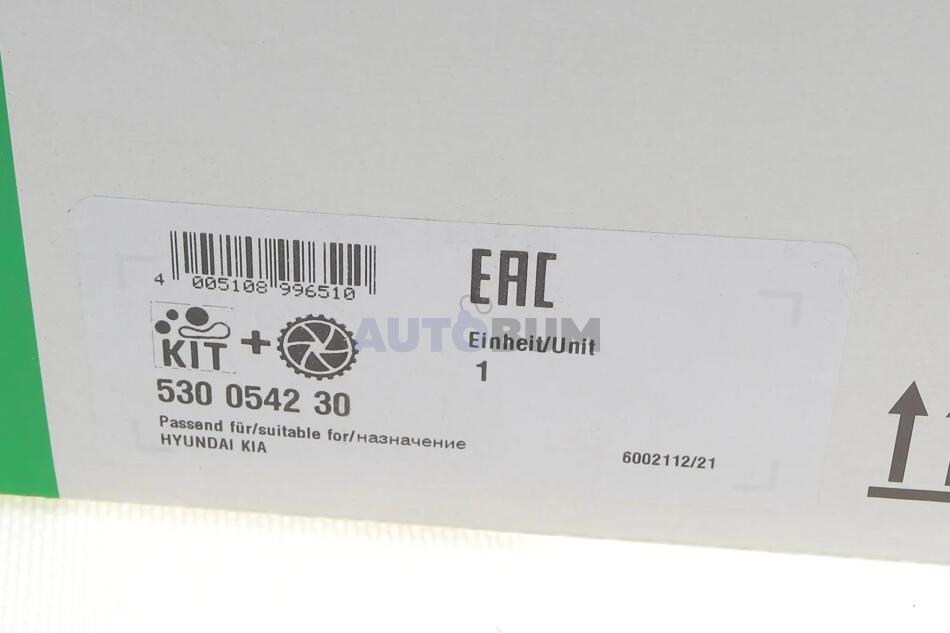 4 005108 996510
EAC
AUTOBUM
KIT +
Einheit/Unit
1
530 0542 30
Passend für/suitable for/назначение
HYUNDAI KIA
6002112/21